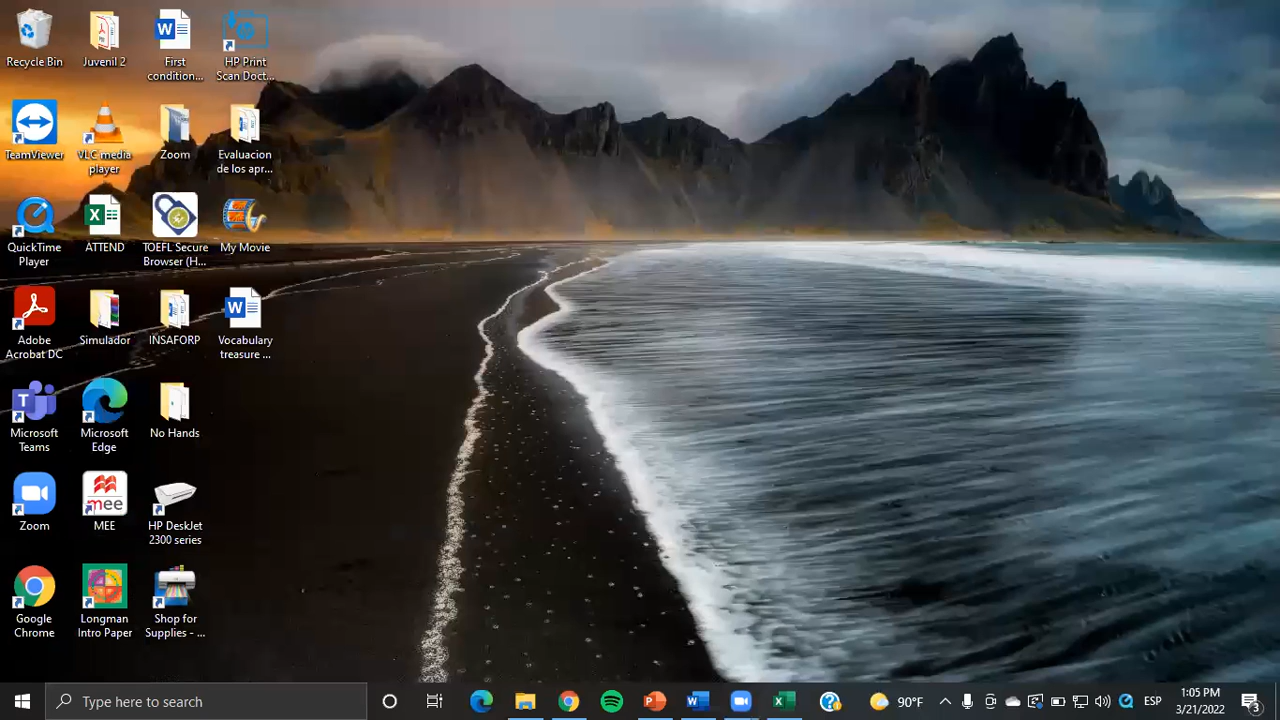 Recycle Bin
Juvenil 2
First
condition...
HP Print
Scan Doct...
TeamViewer
VLC media
player
Zoom
Evaluacion
de los apr...
QuickTime
Player
ATTEND
TOEFL Secure
Browser (H...
My Movie
Adobe
Acrobat DC
Simulador
INSAFORP
Vocabulary
treasure ...
Microsoft
Teams
Microsoft
Edge
No Hands
Zoom
mee
MEE
HP DeskJet
2300 series
Google
Chrome
Longman
Intro Paper
Shop for
Supplies - ...
Type here to search
90°F
ESP
1:05 PM
3/21/2022
3